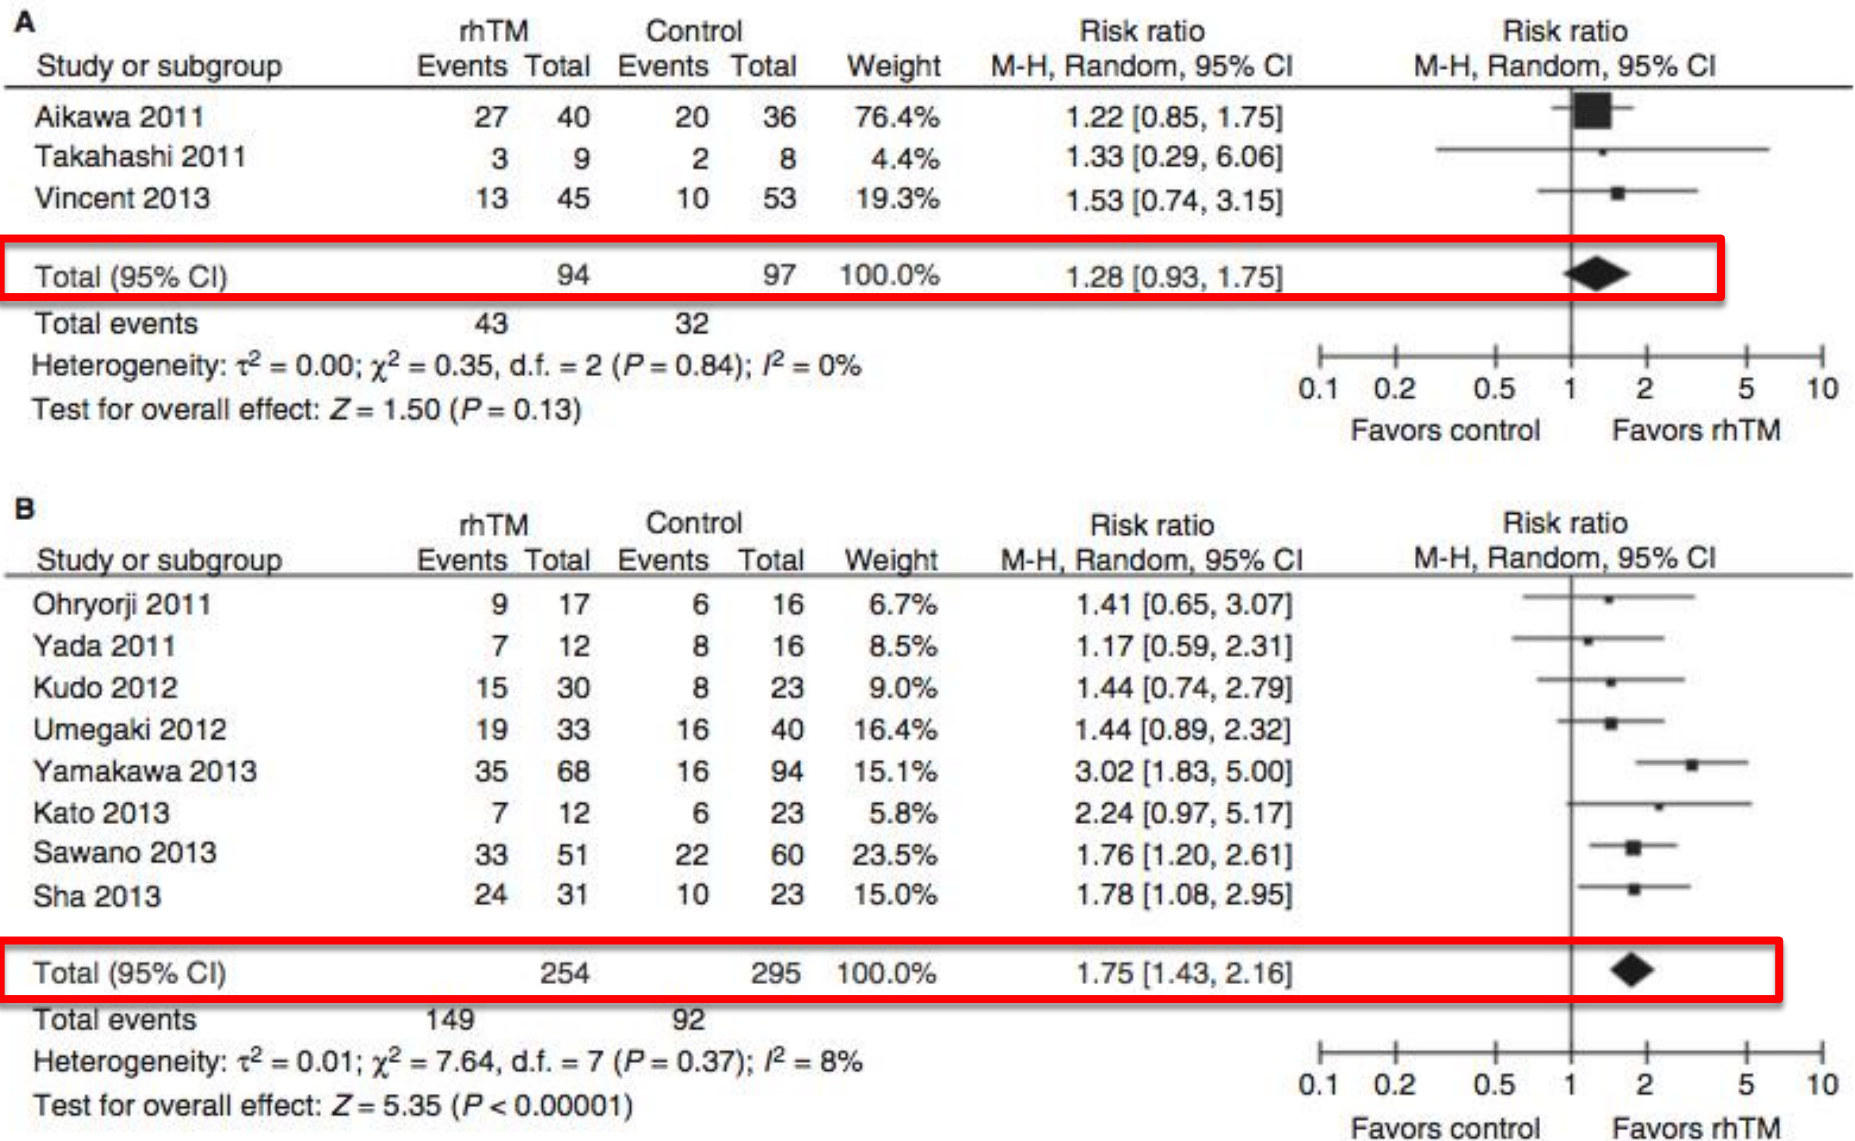 A
rhTM Control Risk ratio Risk ratio
Study or subgroup Events Total Events Total Weight M-H, Random, 95% CI M-H, Random, 95% CI
Aikawa 2011 27 40 20 36 76.4% 1.22 [0.85, 1.75]
Takahashi 2011 3 9 2 8 4.4% 1.33 [0.29, 6.06]
Vincent 2013 13 45 10 53 19.3% 1.53 [0.74, 3.15]
Total (95% CI) 94 97 100.0% 1.28 [0.93, 1.75]
Total events 43 32
Heterogeneity: τ² = 0.00; χ² = 0.35, d.f. = 2 (P = 0.84); I² = 0%
Test for overall effect: Z = 1.50 (P = 0.13)
0.1 0.2 0.5 1 2 5 10
Favors control Favors rhTM
B
rhTM Control Risk ratio Risk ratio
Study or subgroup Events Total Events Total Weight M-H, Random, 95% CI M-H, Random, 95% CI
Ohryorji 2011 9 17 6 16 6.7% 1.41 [0.65, 3.07]
Yada 2011 7 12 8 16 8.5% 1.17 [0.59, 2.31]
Kudo 2012 15 30 8 23 9.0% 1.44 [0.74, 2.79]
Umegaki 2012 19 33 16 40 16.4% 1.44 [0.89, 2.32]
Yamakawa 2013 35 68 16 94 15.1% 3.02 [1.83, 5.00]
Kato 2013 7 12 6 23 5.8% 2.24 [0.97, 5.17]
Sawano 2013 33 51 22 60 23.5% 1.76 [1.20, 2.61]
Sha 2013 24 31 10 23 15.0% 1.78 [1.08, 2.95]
Total (95% CI) 254 295 100.0% 1.75 [1.43, 2.16]
Total events 149 92
Heterogeneity: τ² = 0.01; χ² = 7.64, d.f. = 7 (P = 0.37); I² = 8%
Test for overall effect: Z = 5.35 (P < 0.00001)
0.1 0.2 0.5 1 2 5 10
Favors control Favors rhTM